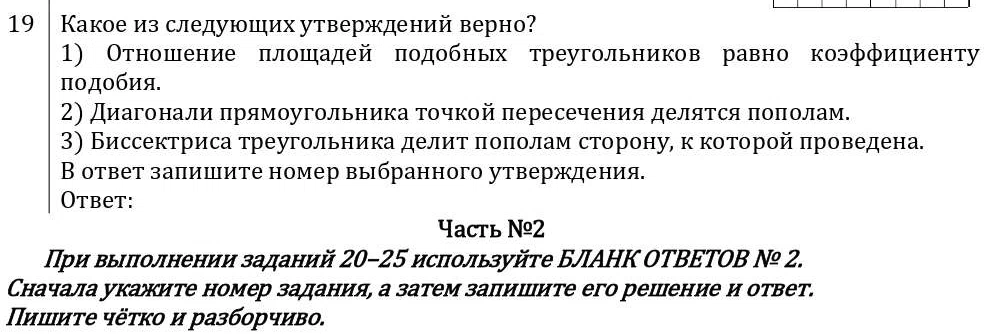 19 Какое из следующих утверждений верно?
1) Отношение площадей подобных треугольников равно коэффициенту
подобия.
2) Диагонали прямоугольника точкой пересечения делятся пополам.
3) Биссектриса треугольника делит пополам сторону, к которой проведена.
В ответ запишите номер выбранного утверждения.
Ответ:
Часть №2
При выполнении заданий 20–25 используйте БЛАНК ОТВЕТОВ № 2.
Сначала укажите номер задания, а затем запишите его решение и ответ.
Пишите чётко и разборчиво.